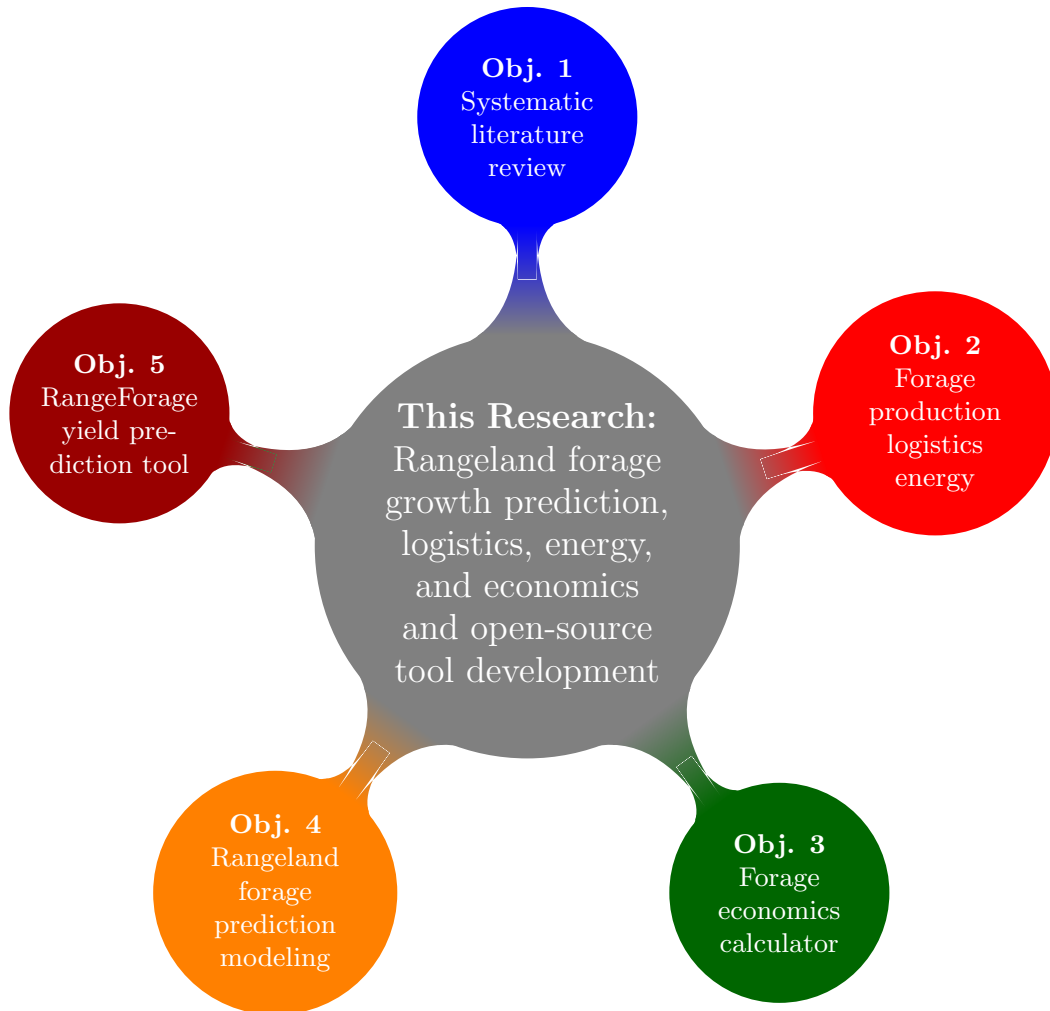 Obj. 1
Systematic
literature
review
Obj. 2
Forage
production
logistics
energy
Obj. 5
RangeForage
yield pre-
diction tool
This Research:
Rangeland forage
growth prediction,
logistics, energy,
and economics
and open-source
tool development
Obj. 4
Rangeland
forage
prediction
modeling
Obj. 3
Forage
economics
calculator